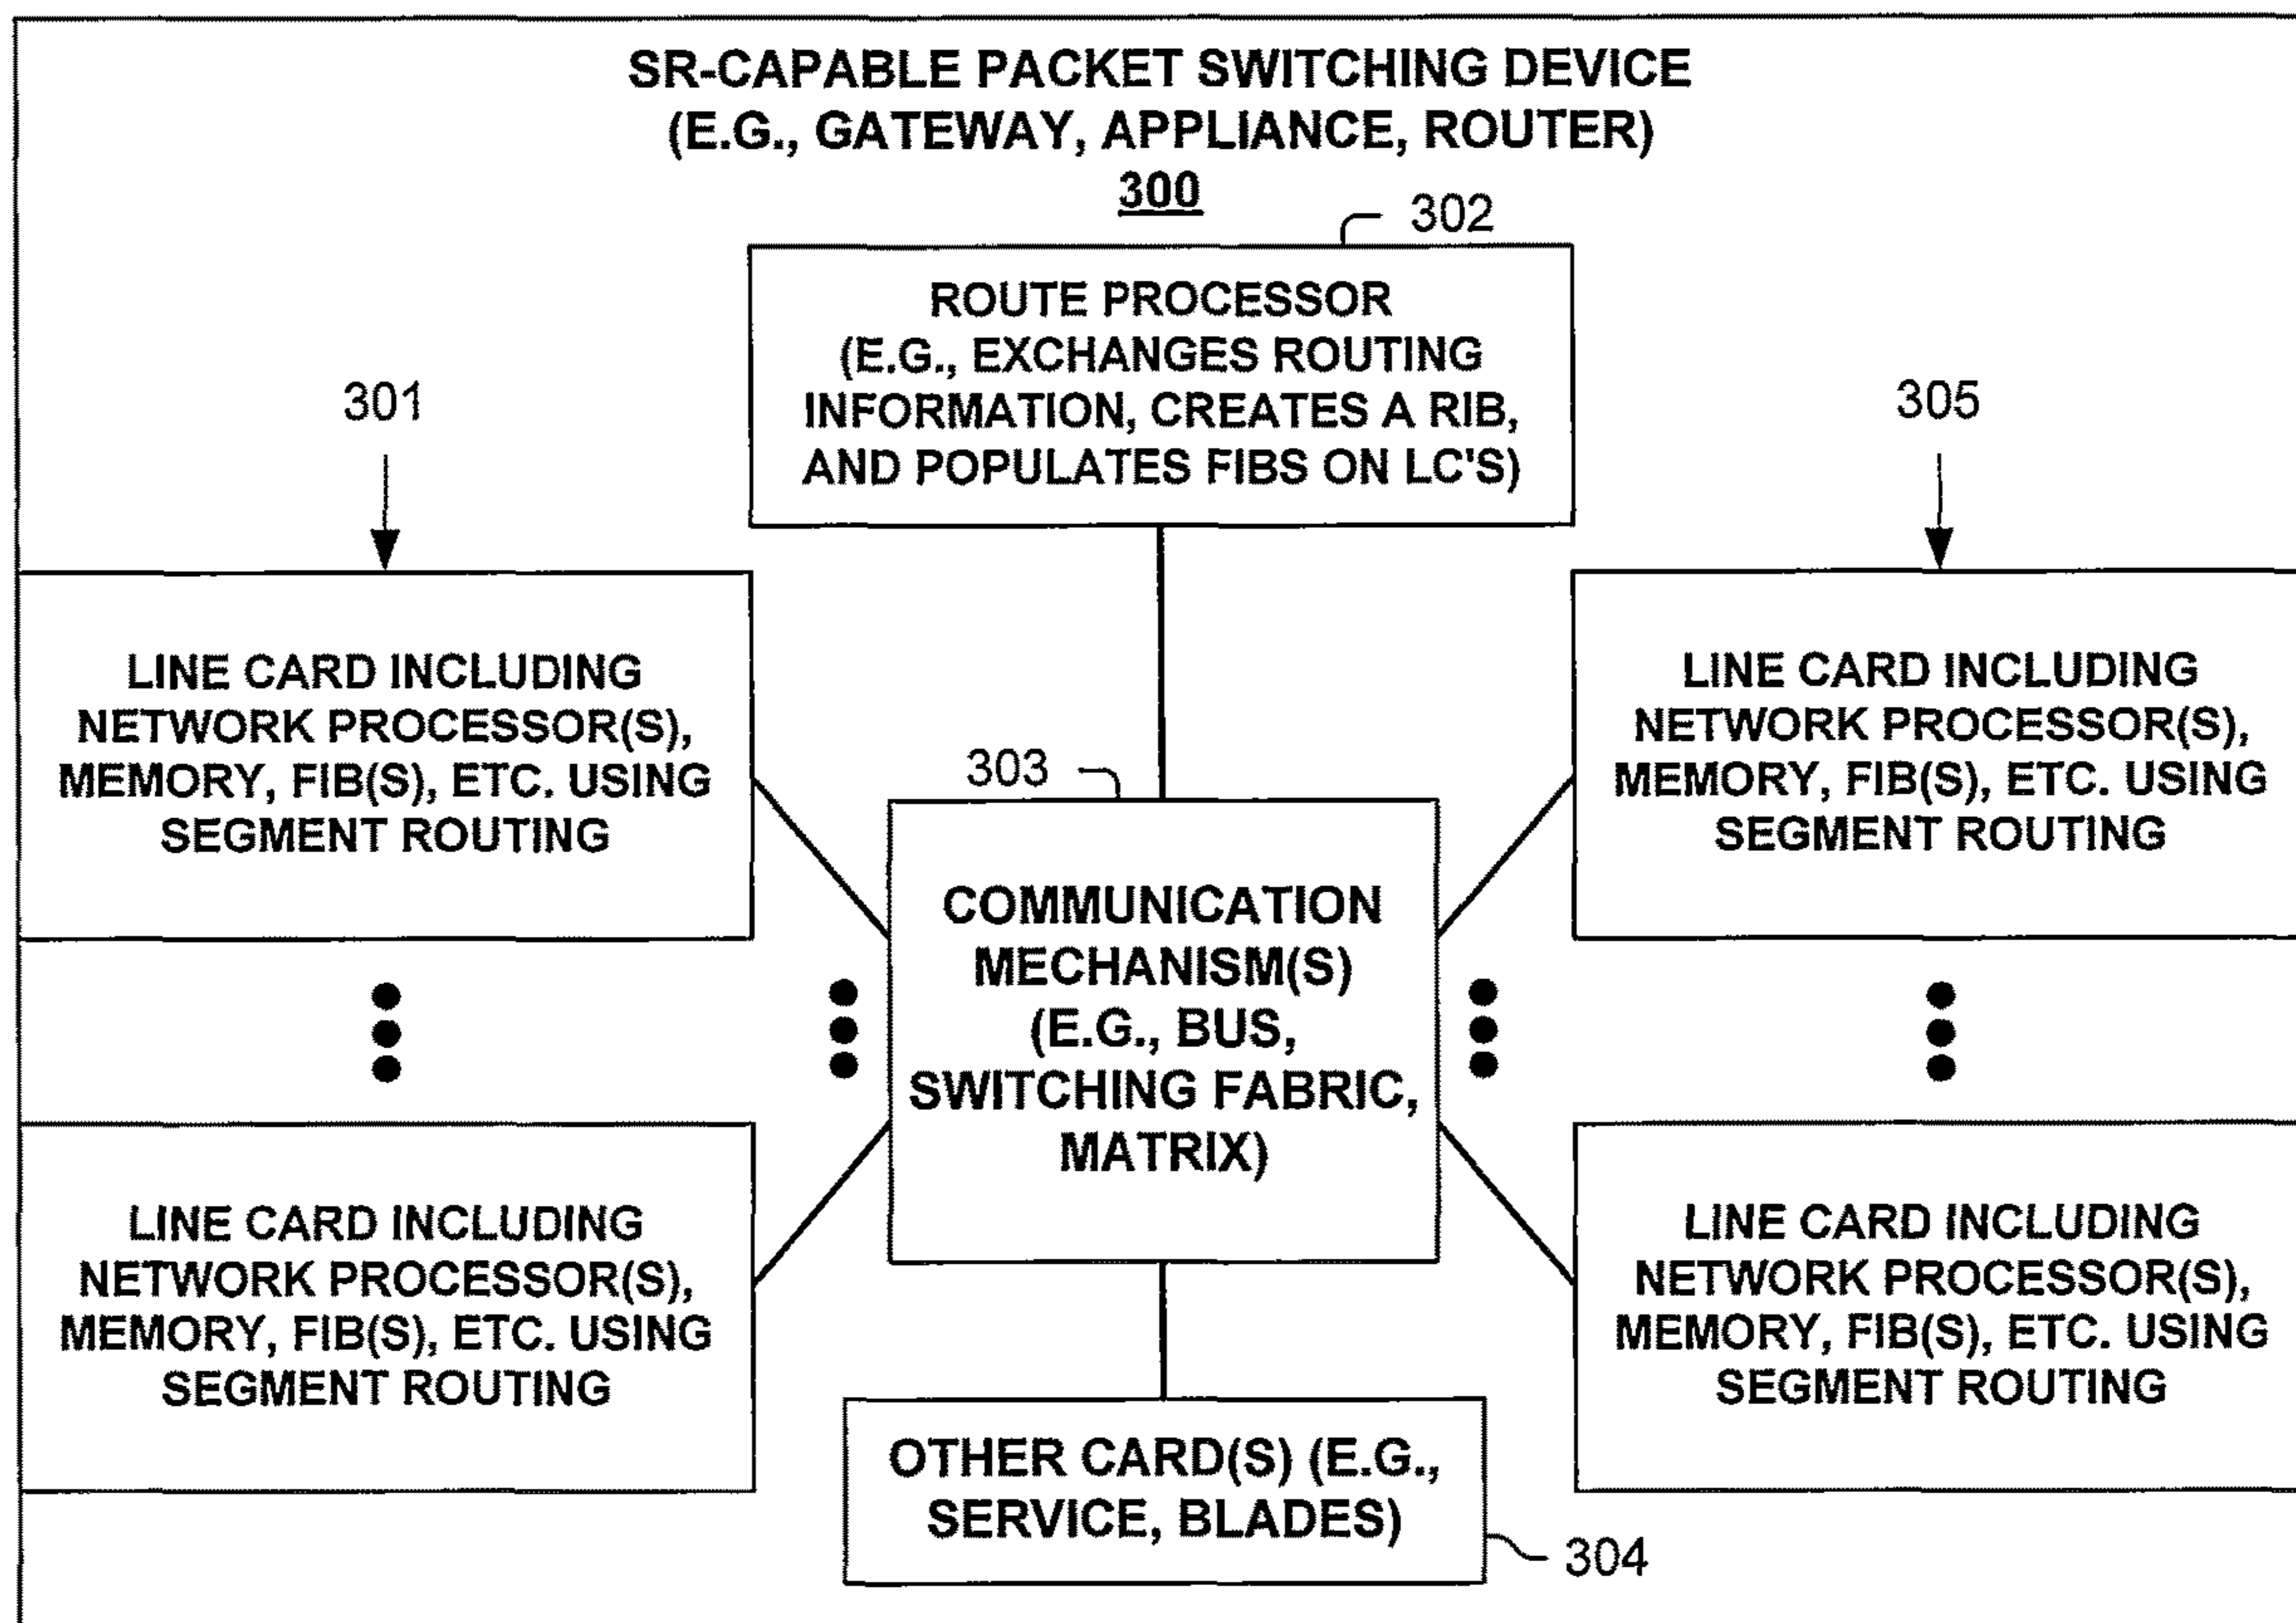 SR-CAPABLE PACKET SWITCHING DEVICE
(E.G., GATEWAY, APPLIANCE, ROUTER)
300
302
ROUTE PROCESSOR
(E.G., EXCHANGES ROUTING
INFORMATION, CREATES A RIB,
AND POPULATES FIBS ON LC'S)
301
305
LINE CARD INCLUDING
NETWORK PROCESSOR(S),
MEMORY, FIB(S), ETC. USING
SEGMENT ROUTING
LINE CARD INCLUDING
NETWORK PROCESSOR(S),
MEMORY, FIB(S), ETC. USING
SEGMENT ROUTING
303
COMMUNICATION
MECHANISM(S)
(E.G., BUS,
SWITCHING FABRIC,
MATRIX)
LINE CARD INCLUDING
NETWORK PROCESSOR(S),
MEMORY, FIB(S), ETC. USING
SEGMENT ROUTING
LINE CARD INCLUDING
NETWORK PROCESSOR(S),
MEMORY, FIB(S), ETC. USING
SEGMENT ROUTING
OTHER CARD(S) (E.G.,
SERVICE, BLADES)
304